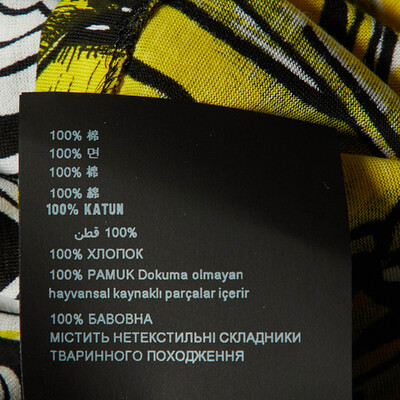 100% 棉
100% 면
100% 棉
100% 綿
100% KATUN
100% قطن
100% ХЛОПОК
100% PAMUK Dokuma olmayan
hayvansal kaynaklı parçalar içerir
100% БАВОВНА
МІСТИТЬ НЕТЕКСТИЛЬНІ СКЛАДНИКИ
ТВАРИННОГО ПОХОДЖЕННЯ